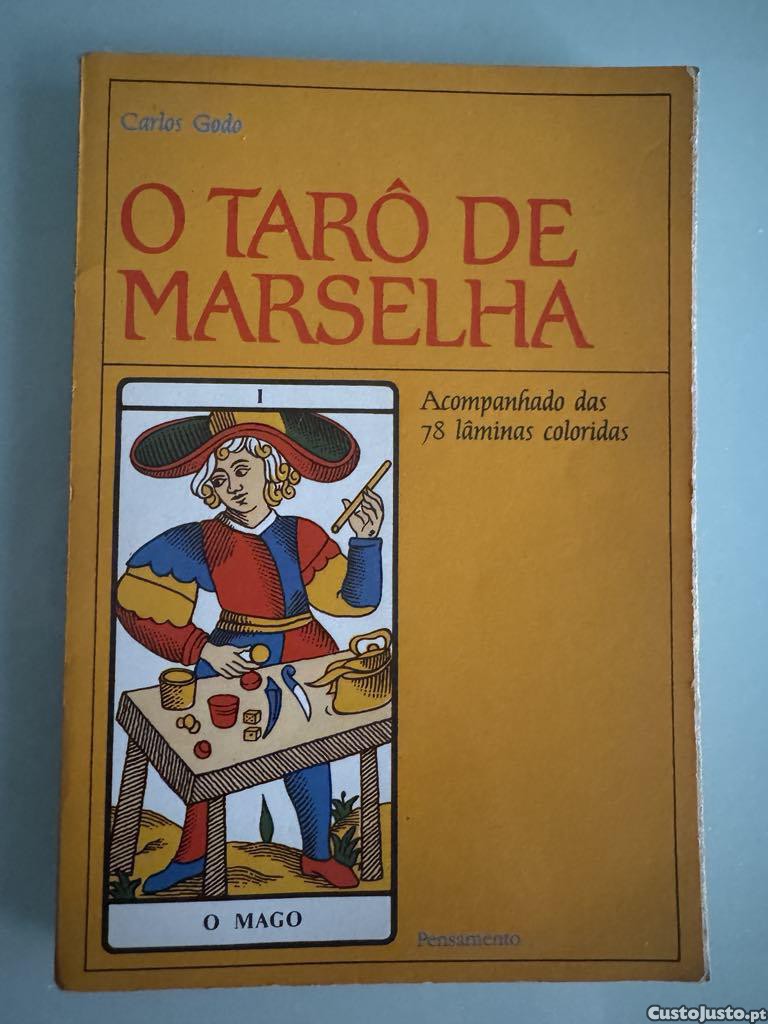 Carlos Godo
O TARÔ DE
MARSELHA
I
Acompanhado das
78 lâminas coloridas
O MAGO
Pensamento
CustoJusto.pt